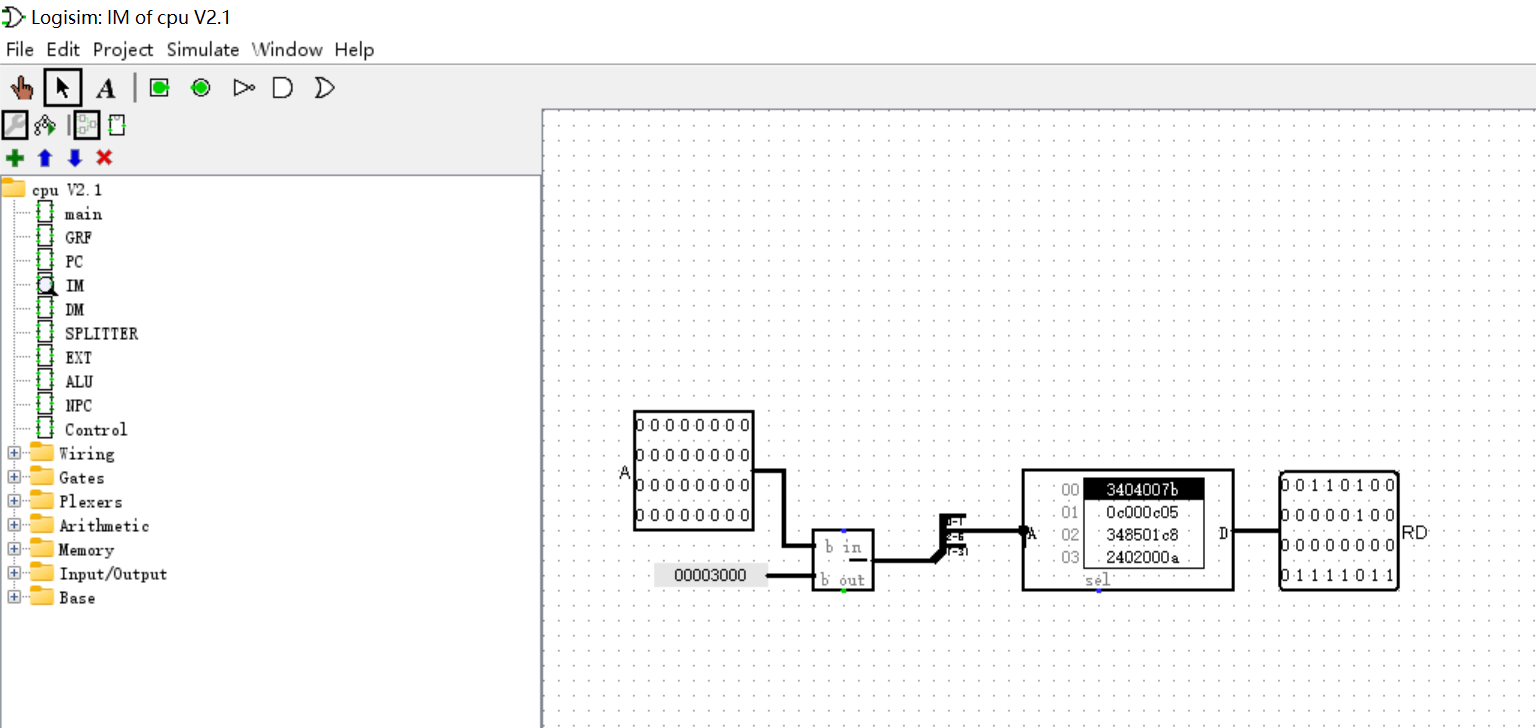 Logisim: IM of cpu V2.1
File Edit Project Simulate Window Help
A
cpu V2.1
main
GRF
PC
IM
DM
SPLITTER
EXT
ALU
NPC
Control
Wiring
Gates
Plexers
Arithmetic
Memory
Input/Output
Base
A
0 0 0 0 0 0 0 0
0 0 0 0 0 0 0 0
0 0 0 0 0 0 0 0
0 0 0 0 0 0 0 0
b in
b out
00003000
0-1
2-6
A
00 3404007b
01 0c000c05
02 348501c8
03 2402000a
sel
D
0 0 1 1 0 1 0 0
0 0 0 0 0 1 0 0
0 0 0 0 0 0 0 0
0 1 1 1 1 0 1 1
RD